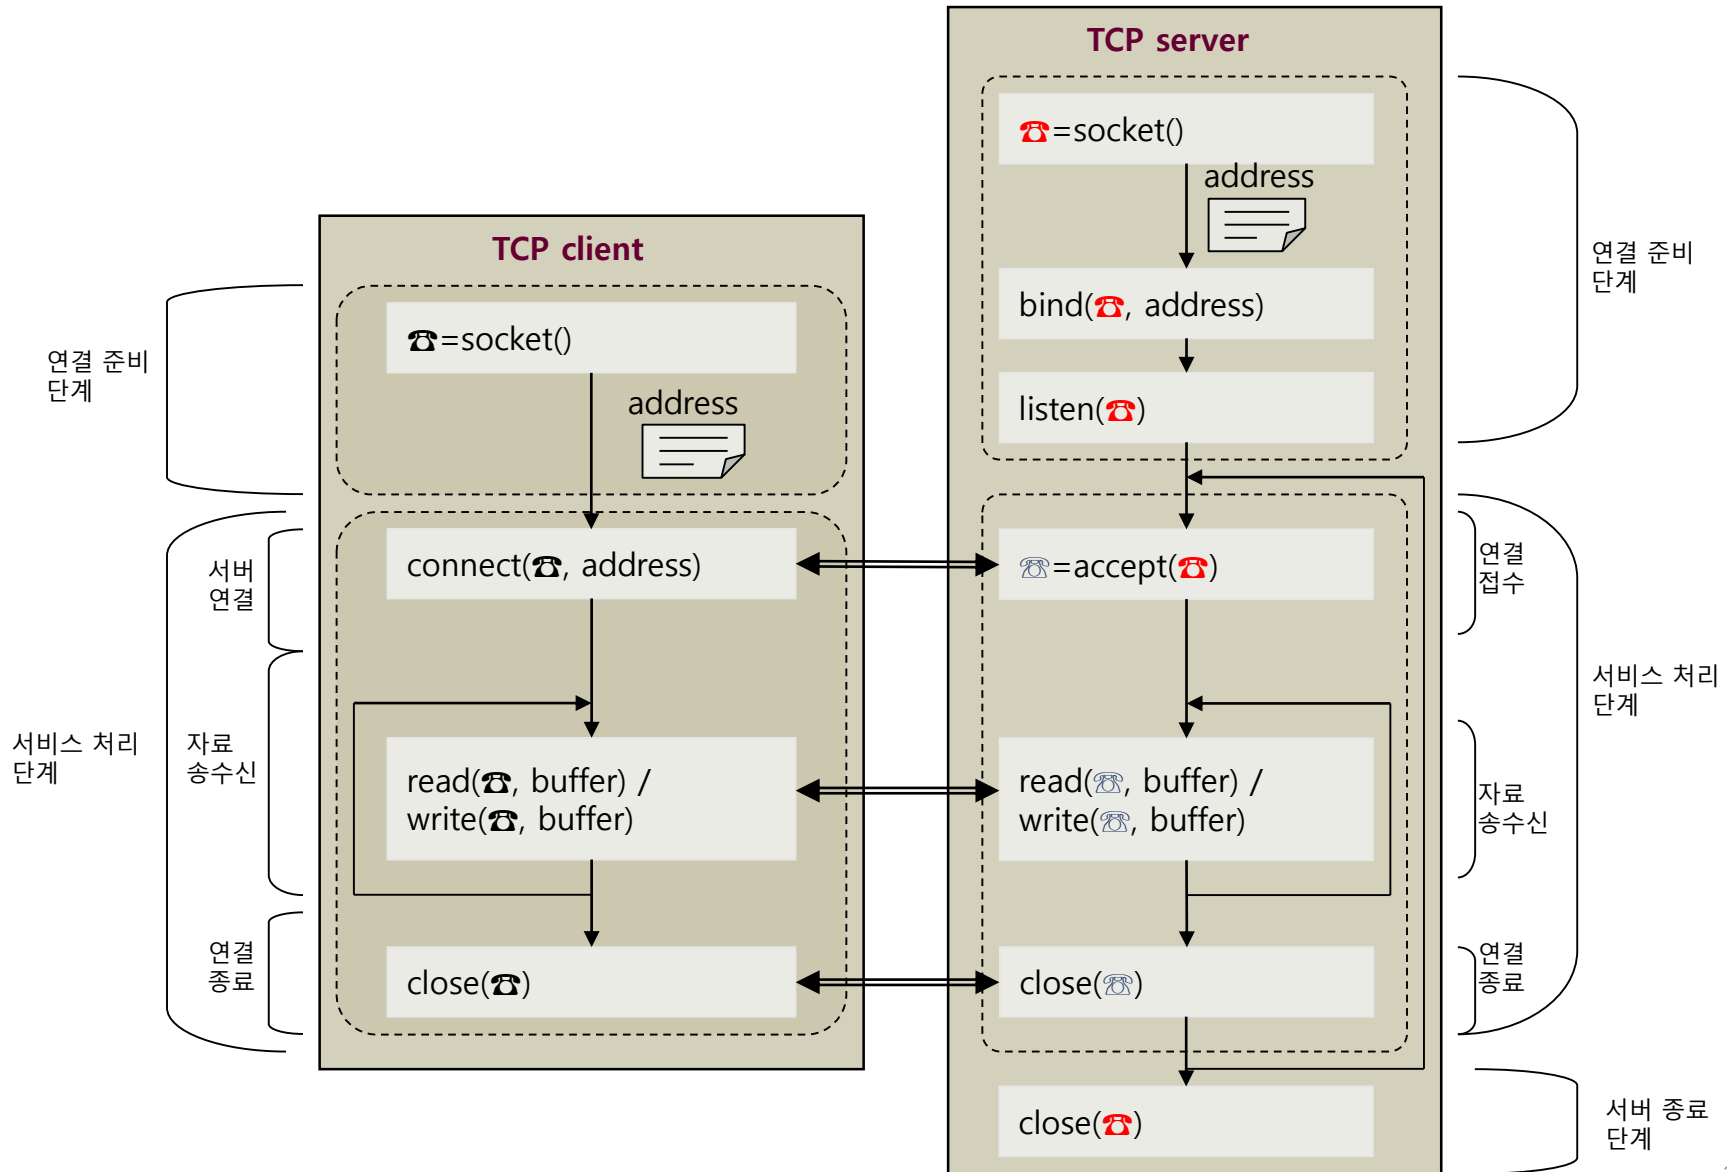 TCP server
☎=socket()
address
bind(☎, address)
listen(☎)
연결 준비
단계
TCP client
☎=socket()
address
연결 준비
단계
서버
연결
connect(☎, address)
☏=accept(☎)
연결
접수
서비스 처리
단계
자료
송수신
read(☎, buffer) /
write(☎, buffer)
read(☏, buffer) /
write(☏, buffer)
자료
송수신
서비스 처리
단계
연결
종료
close(☎)
close(☏)
연결
종료
close(☎)
서버 종료
단계